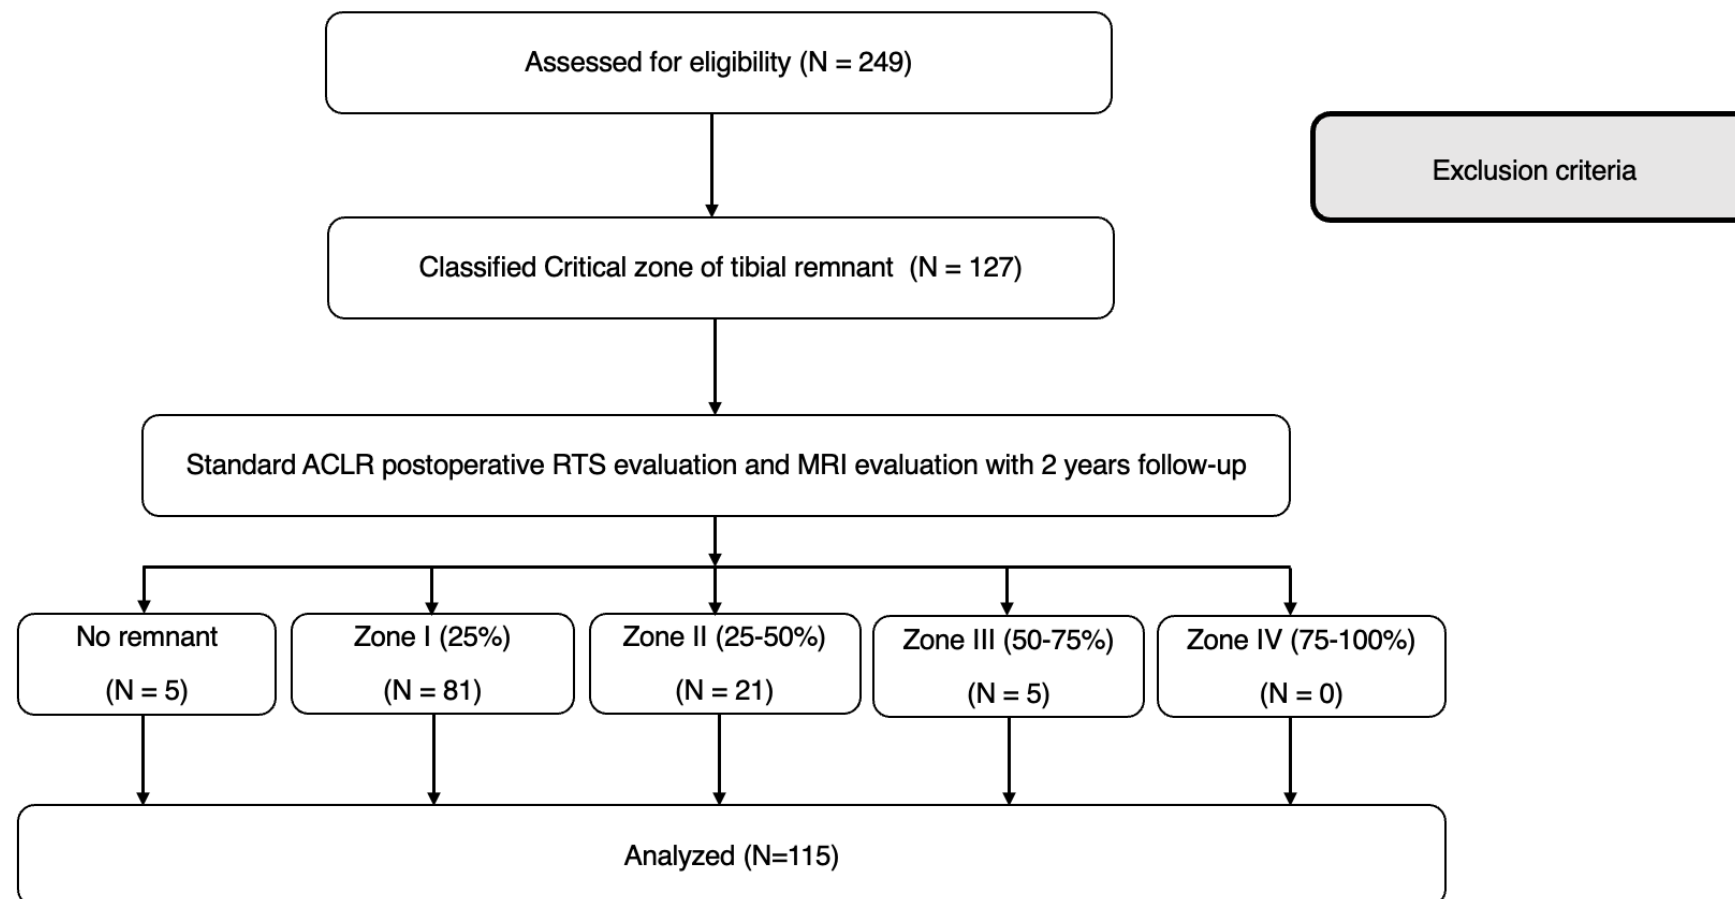 Assessed for eligibility (N = 249)
Exclusion criteria
Classified Critical zone of tibial remnant (N = 127)
Standard ACLR postoperative RTS evaluation and MRI evaluation with 2 years follow-up
No remnant
(N = 5)
Zone I (25%)
(N = 81)
Zone II (25-50%)
(N = 21)
Zone III (50-75%)
(N = 5)
Zone IV (75-100%)
(N = 0)
Analyzed (N=115)